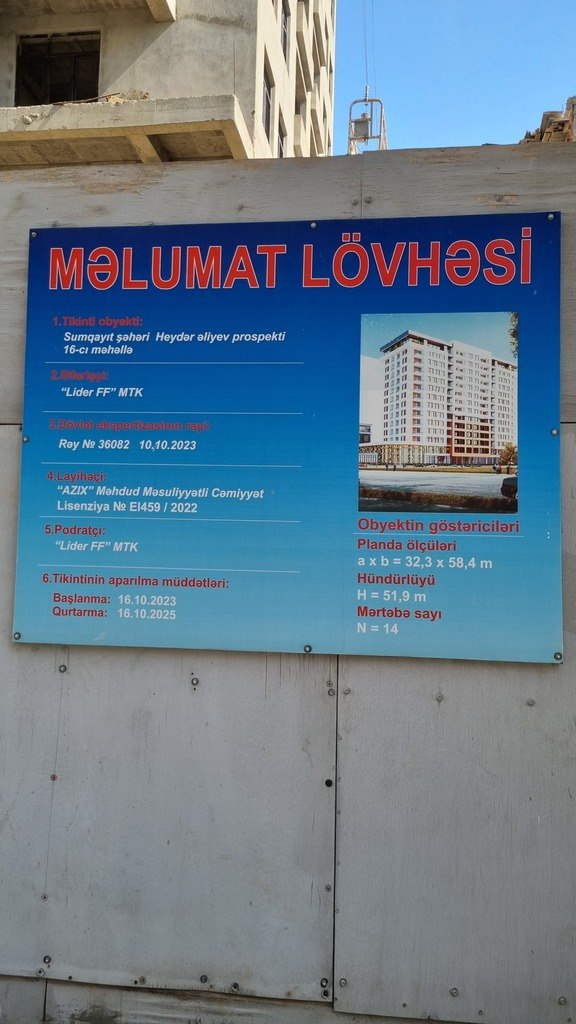 MƏLUMAT LÖVHƏSİ
1.Tikinti obyekti:
Sumqayıt şəhəri Heydər əliyev prospekti
16-cı məhəllə
2.Sifarişçi:
“Lider FF” MTK
3.Dövlət ekspertizasinın rəyi:
Rəy № 36082 10,10.2023
4.Layihəçi:
“AZIX” Məhdud Məsuliyyətli Cəmiyyət
Lisenziya № EI459 / 2022
5.Podratçı:
“Lider FF” MTK
6.Tikintinin aparılma müddətləri:
Başlanma: 16.10.2023
Qurtarma: 16.10.2025
Obyektin göstəriciləri
Planda ölçüləri
a x b = 32,3 x 58,4 m
Hündürlüyü
H = 51,9 m
Mərtəbə sayı
N = 14